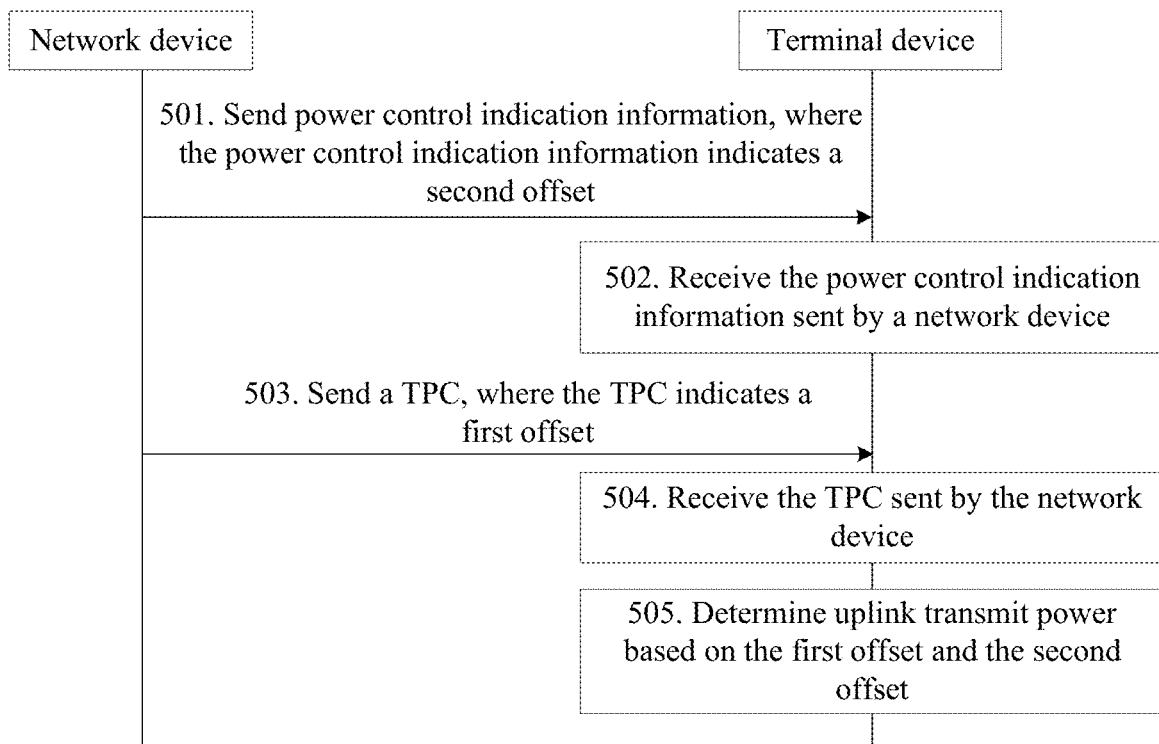 Network device
Terminal device
501. Send power control indication information, where
the power control indication information indicates a
second offset
502. Receive the power control indication
information sent by a network device
503. Send a TPC, where the TPC indicates a
first offset
504. Receive the TPC sent by the network
device
505. Determine uplink transmit power
based on the first offset and the second
offset